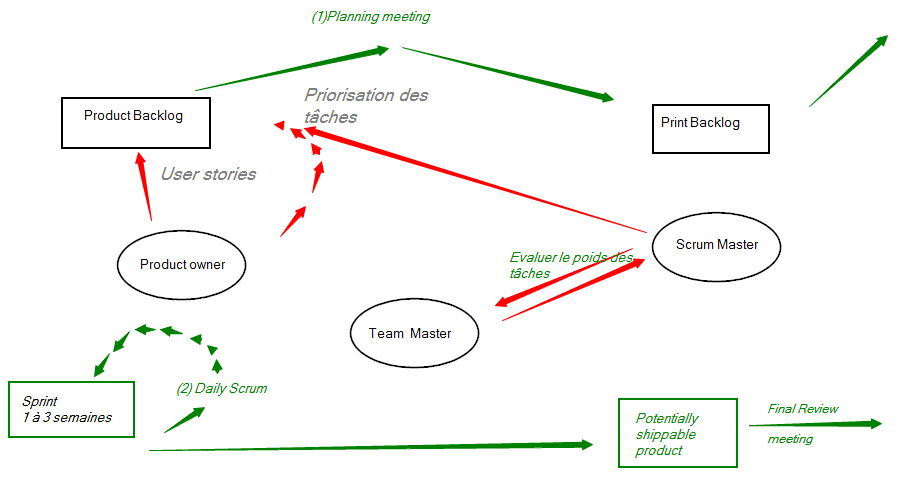 (1)Planning meeting
Priorisation des
tâches
Product Backlog
Print Backlog
User stories
Product owner
Scrum Master
Evaluer le poids des
tâches
Team Master
(2) Daily Scrum
Sprint
1 à 3 semaines
Potentially
shippable
product
Final Review
meeting